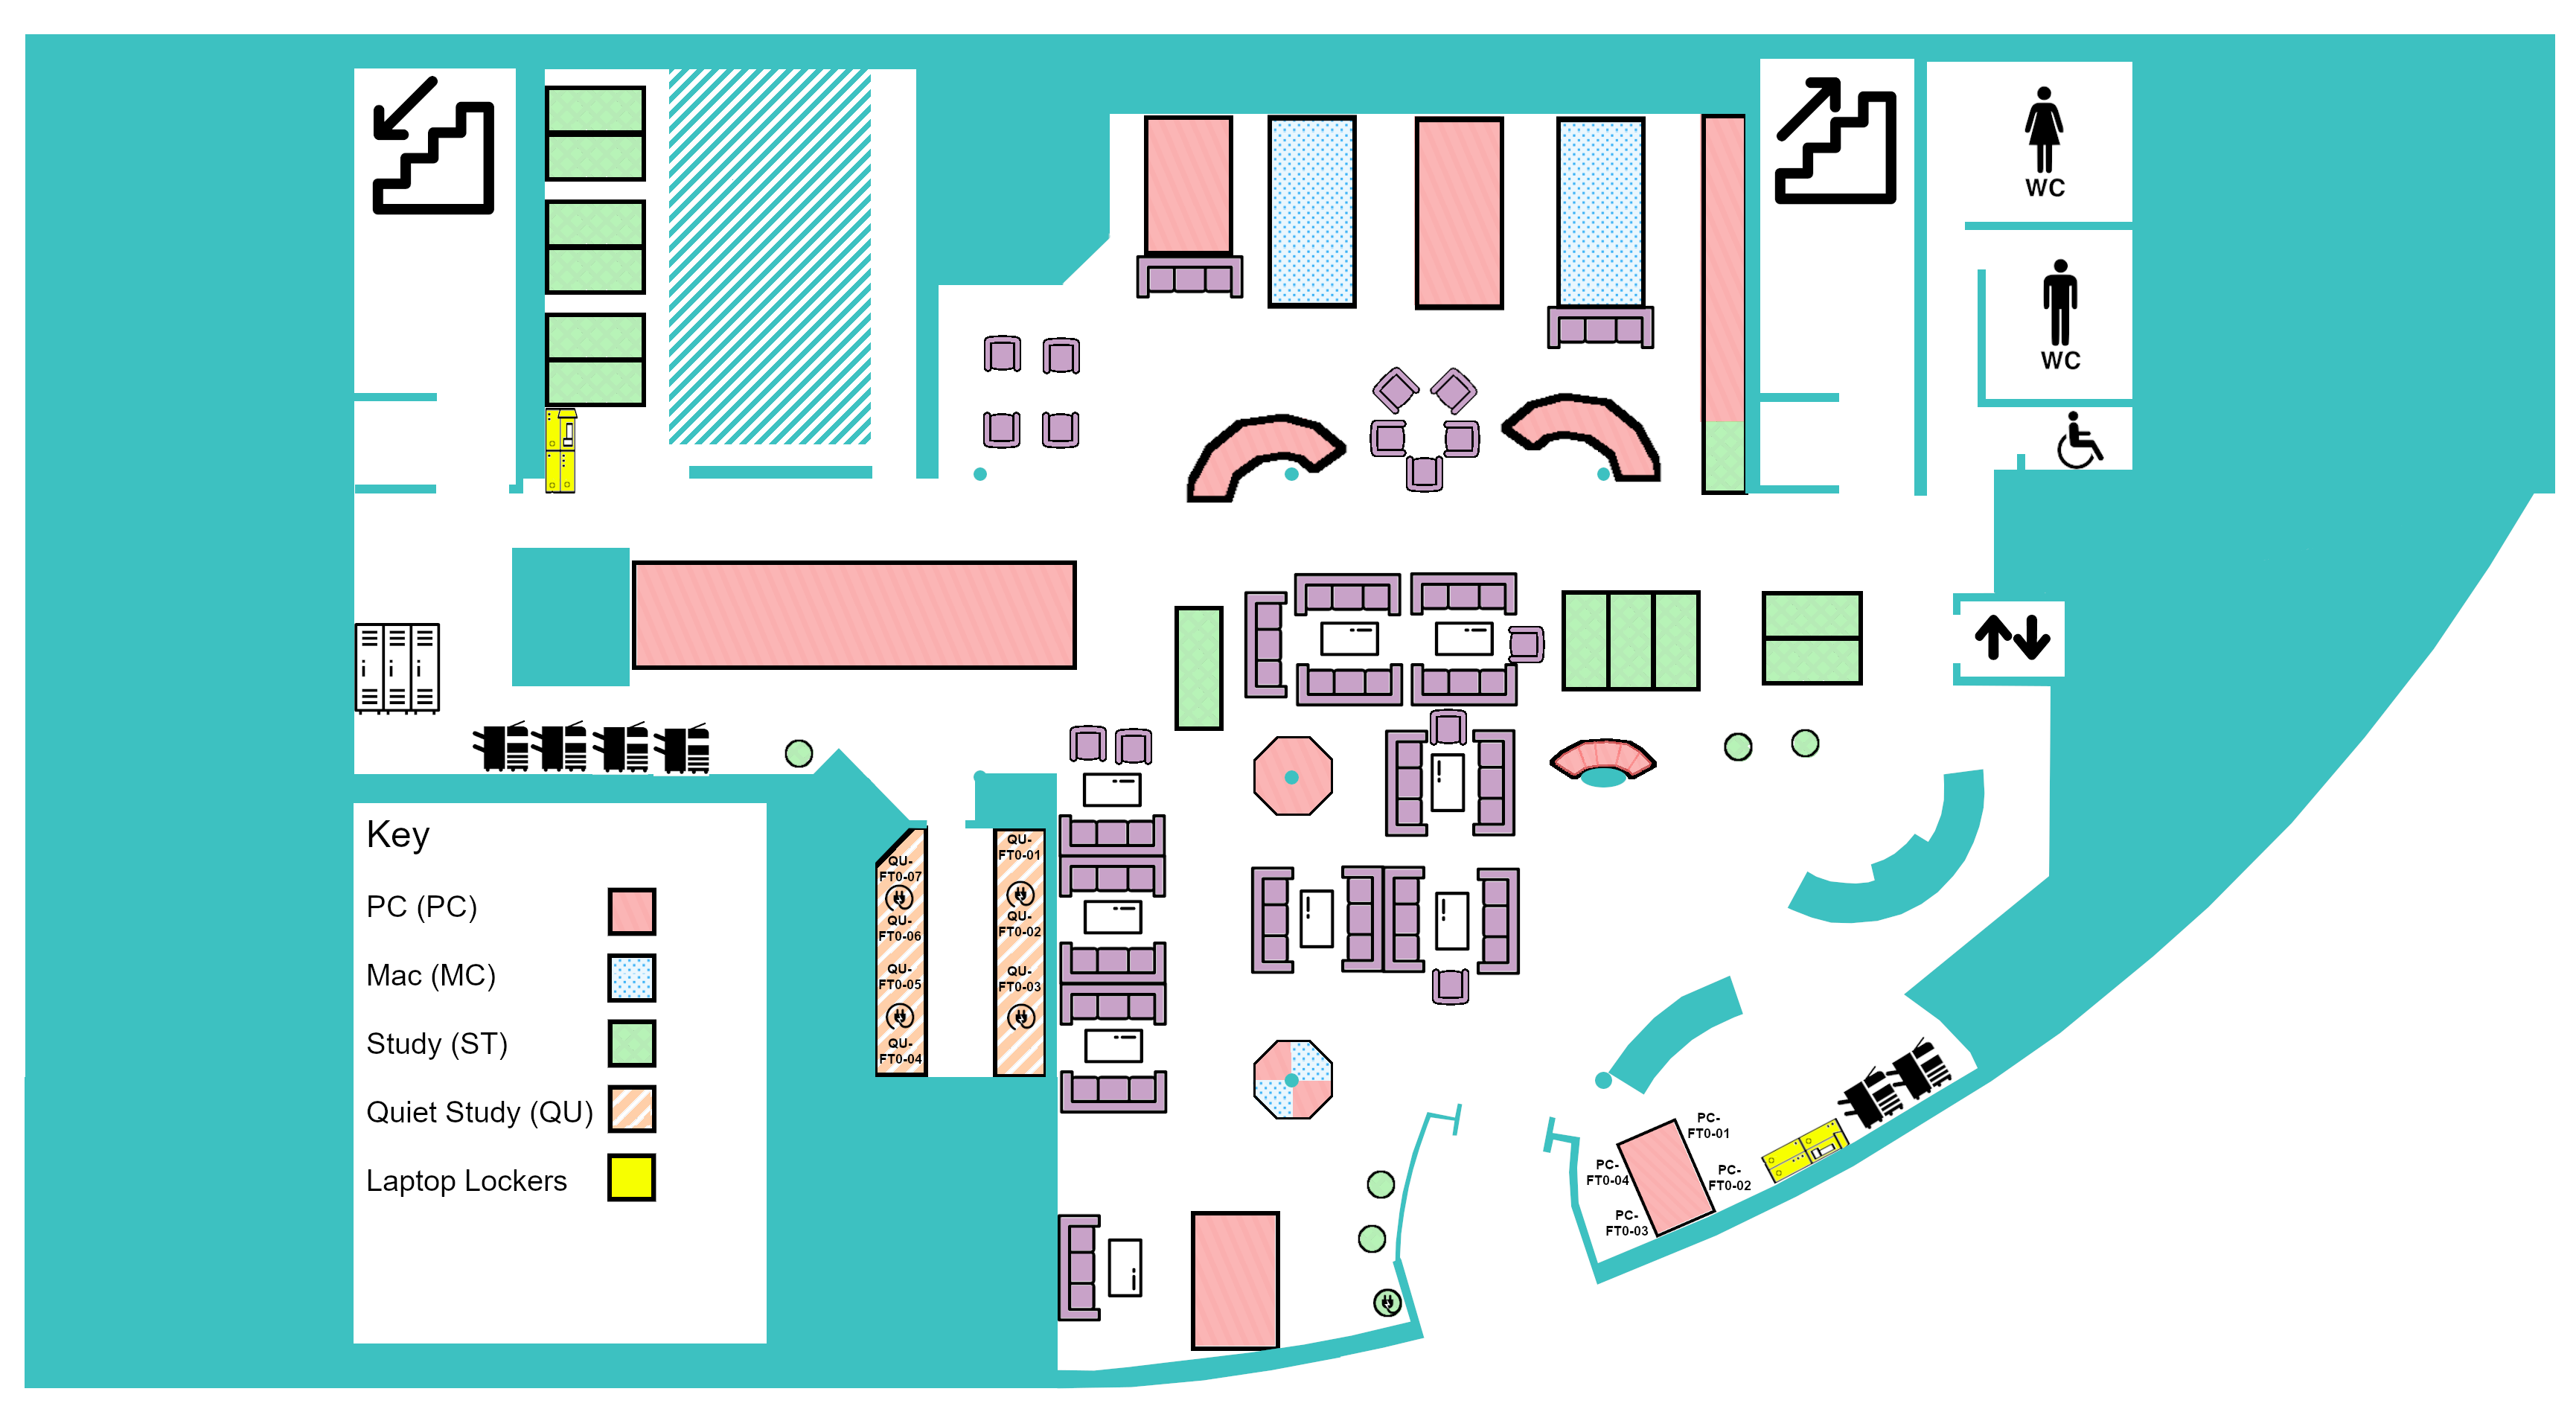 WC
WC
Key
PC (PC)
Mac (MC)
Study (ST)
Quiet Study (QU)
Laptop Lockers
QU-
FT0-07
QU-
FT0-06
QU-
FT0-05
QU-
FT0-04
QU-
FT0-01
QU-
FT0-02
QU-
FT0-03
PC-
FT0-01
PC-
FT0-02
PC-
FT0-04
PC-
FT0-03